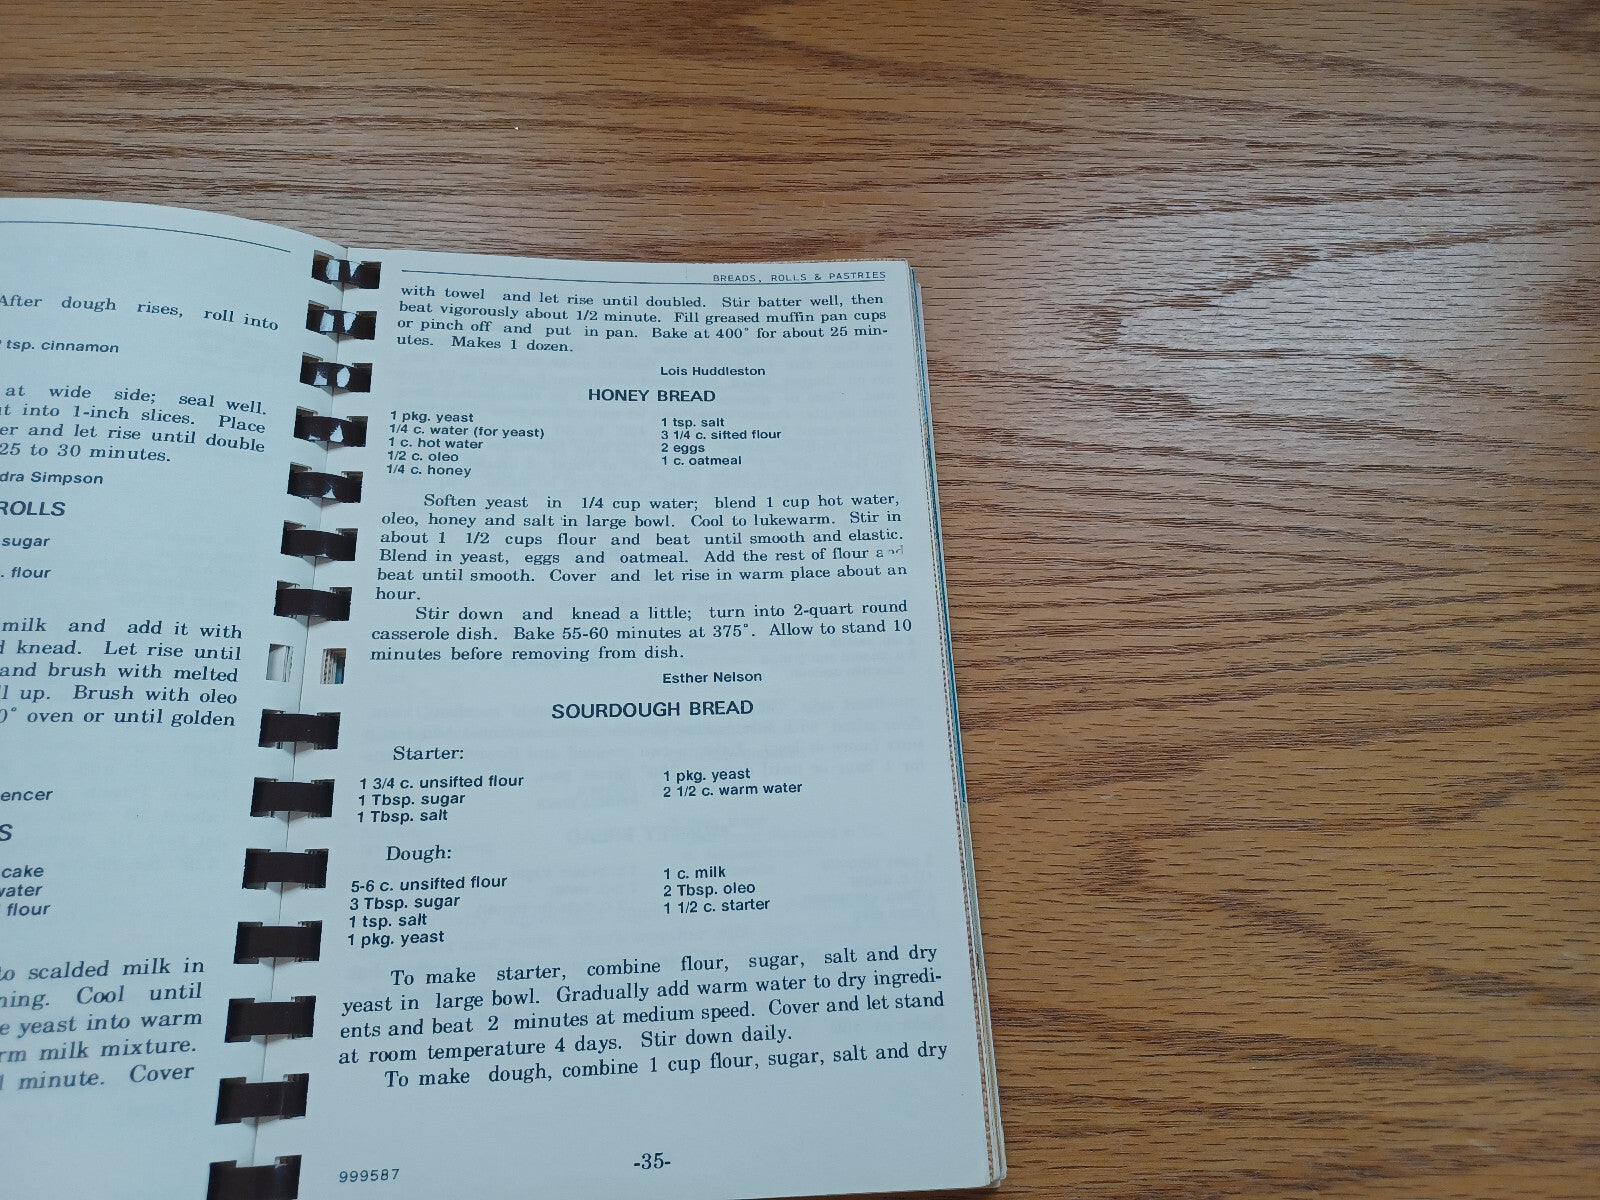 After dough rises, roll into
tsp. cinnamon
at wide side; seal well.
into 1-inch slices. Place
er and let rise until double
25 to 30 minutes.
dra Simpson
ROLLS
sugar
. flour
milk and add it with
knead. Let rise until
and brush with melted
up. Brush with oleo
0° oven or until golden
encer
S
cake
water
flour
to scalded milk in
ning. Cool until
e yeast into warm
rm milk mixture.
minute. Cover
BREADS, ROLLS & PASTRIES
with towel and let rise until doubled. Stir batter well, then
beat vigorously about 1/2 minute. Fill greased muffin pan cups
or pinch off and put in pan. Bake at 400° for about 25 min-
utes. Makes 1 dozen.
Lois Huddleston
HONEY BREAD
1 pkg. yeast
1/4 c. water (for yeast)
1 c. hot water
1/2 c. oleo
1/4 c. honey
1 tsp. salt
3 1/4 c. sifted flour
2 eggs
1 c. oatmeal
Soften yeast in 1/4 cup water; blend 1 cup hot water,
oleo, honey and salt in large bowl. Cool to lukewarm. Stir in
about 1 1/2 cups flour and beat until smooth and elastic.
Blend in yeast, eggs and oatmeal. Add the rest of flour and
beat until smooth. Cover and let rise in warm place about an
hour.
Stir down and knead a little; turn into 2-quart round
casserole dish. Bake 55-60 minutes at 375°. Allow to stand 10
minutes before removing from dish.
Esther Nelson
SOURDOUGH BREAD
Starter:
1 3/4 c. unsifted flour
1 Tbsp. sugar
1 Tbsp. salt
1 pkg. yeast
2 1/2 c. warm water
Dough:
5-6 c. unsifted flour
3 Tbsp. sugar
1 tsp. salt
1 pkg. yeast
1 c. milk
2 Tbsp. oleo
1 1/2 c. starter
To make starter, combine flour, sugar, salt and dry
yeast in large bowl. Gradually add warm water to dry ingredi-
ents and beat 2 minutes at medium speed. Cover and let stand
at room temperature 4 days. Stir down daily.
To make dough, combine 1 cup flour, sugar, salt and dry
-35-
999587